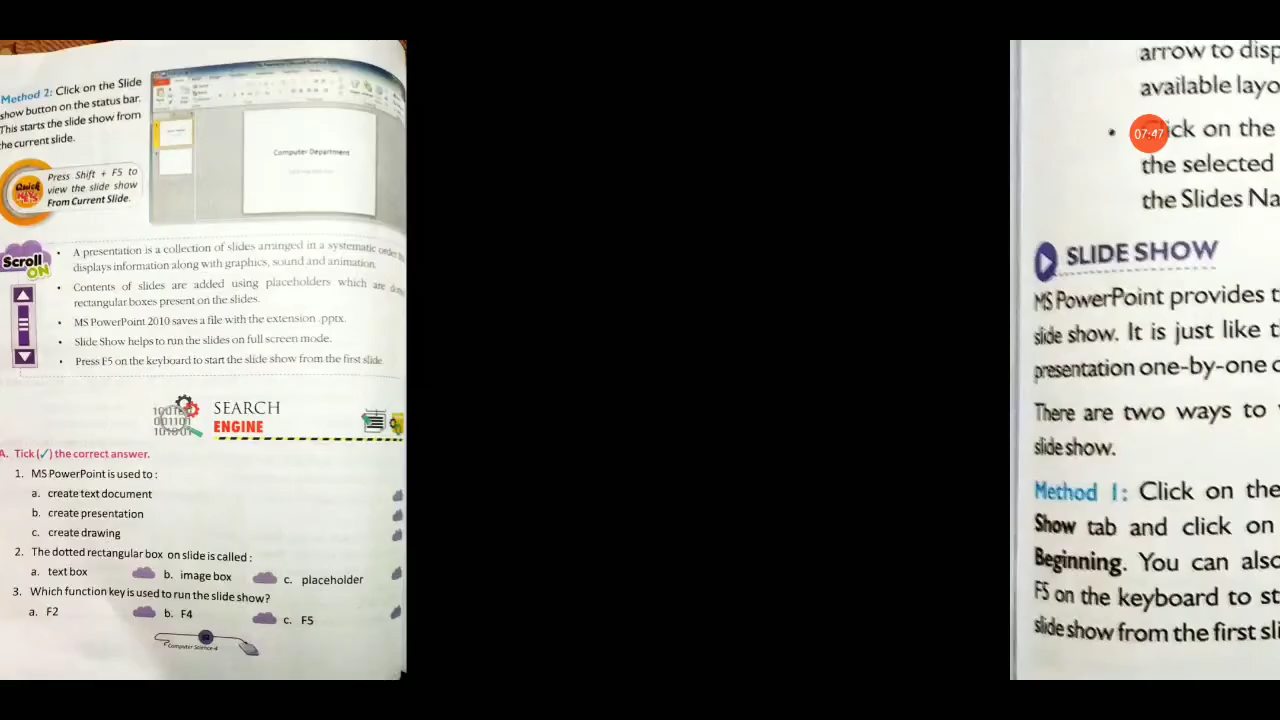 Method 2: Click on the Slide
show button on the status bar.
This starts the slide show from
the current slide.
Quick
Press Shift + F5 to
view the slide show
From Current Slide.
Computer Department
Scroll
ON
• A presentation is a collection of slides arranged in a systematic order
displays information along with graphics, sound and animation.
• Contents of slides are added using placeholders which are
rectangular boxes present on the slides.
• MS PowerPoint 2010 saves a file with the extension .pptx.
• Slide Show helps to run the slides on full screen mode.
• Press F5 on the keyboard to start the slide show from the first slide.
SEARCH
ENGINE
A. Tick (✓) the correct answer.
1. MS PowerPoint is used to :
a. create text document
b. create presentation
c. create drawing
2. The dotted rectangular box on slide is called :
a. text box b. image box c. placeholder
3. Which function key is used to run the slide show?
a. F2 b. F4 c. F5
Computer Science-4
arrow to disp
available layo
07:47
• ick on the
the selected
the Slides Na
SLIDE SHOW
MS PowerPoint provides t
slide show. It is just like t
presentation one-by-one
There are two ways to
slide show.
Method 1: Click on the
Show tab and click on
Beginning. You can also
F5 on the keyboard to st
slide show from the first sli